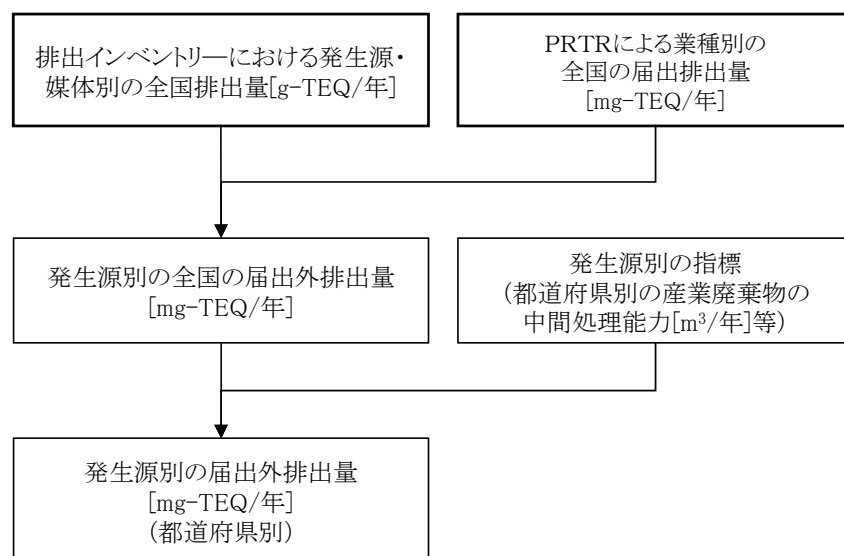 排出インベントリーにおける発生源・
媒体別の全国排出量[g-TEQ/年]
PRTRによる業種別の
全国の届出排出量
[mg-TEQ/年]
発生源別の全国の届出外排出量
[mg-TEQ/年]
発生源別の指標
(都道府県別の産業廃棄物の
中間処理能力[m³/年]等)
発生源別の届出外排出量
[mg-TEQ/年]
(都道府県別)